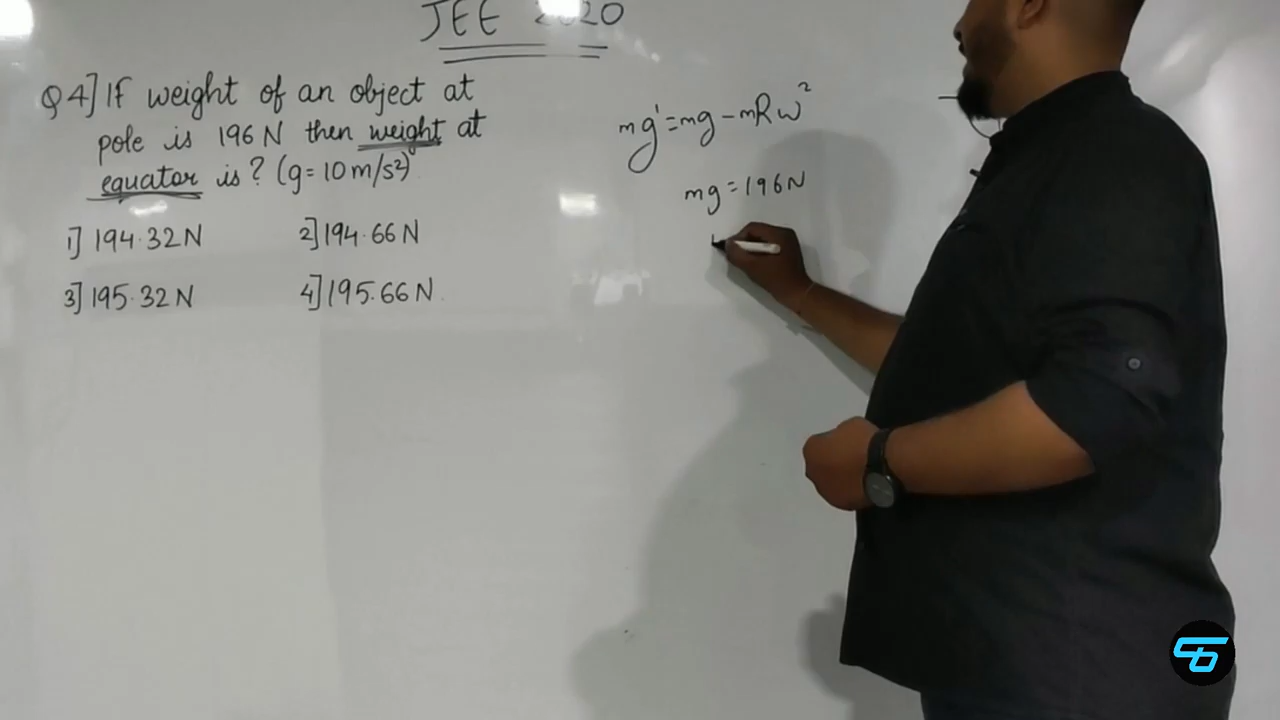 JEE 2020
Q4] If weight of an object at
pole is 196 N then weight at
equator is? (g= 10 m/s²)
1] 194.32 N 2] 194.66 N
3] 195.32 N 4] 195.66 N.
mg' = mg - mRω²
mg = 196N